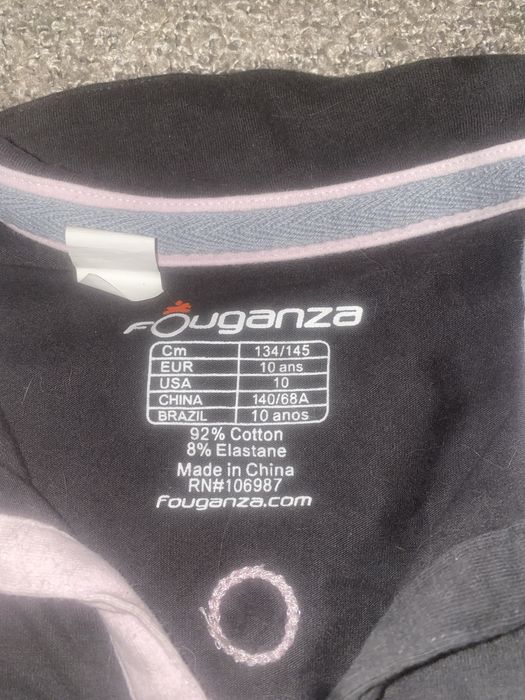 Fouganza
Cm 134/145
EUR 10 ans
USA 10
CHINA 140/68A
BRAZIL 10 anos
92% Cotton
8% Elastane
Made in China
RN#106987
Fouganza.com